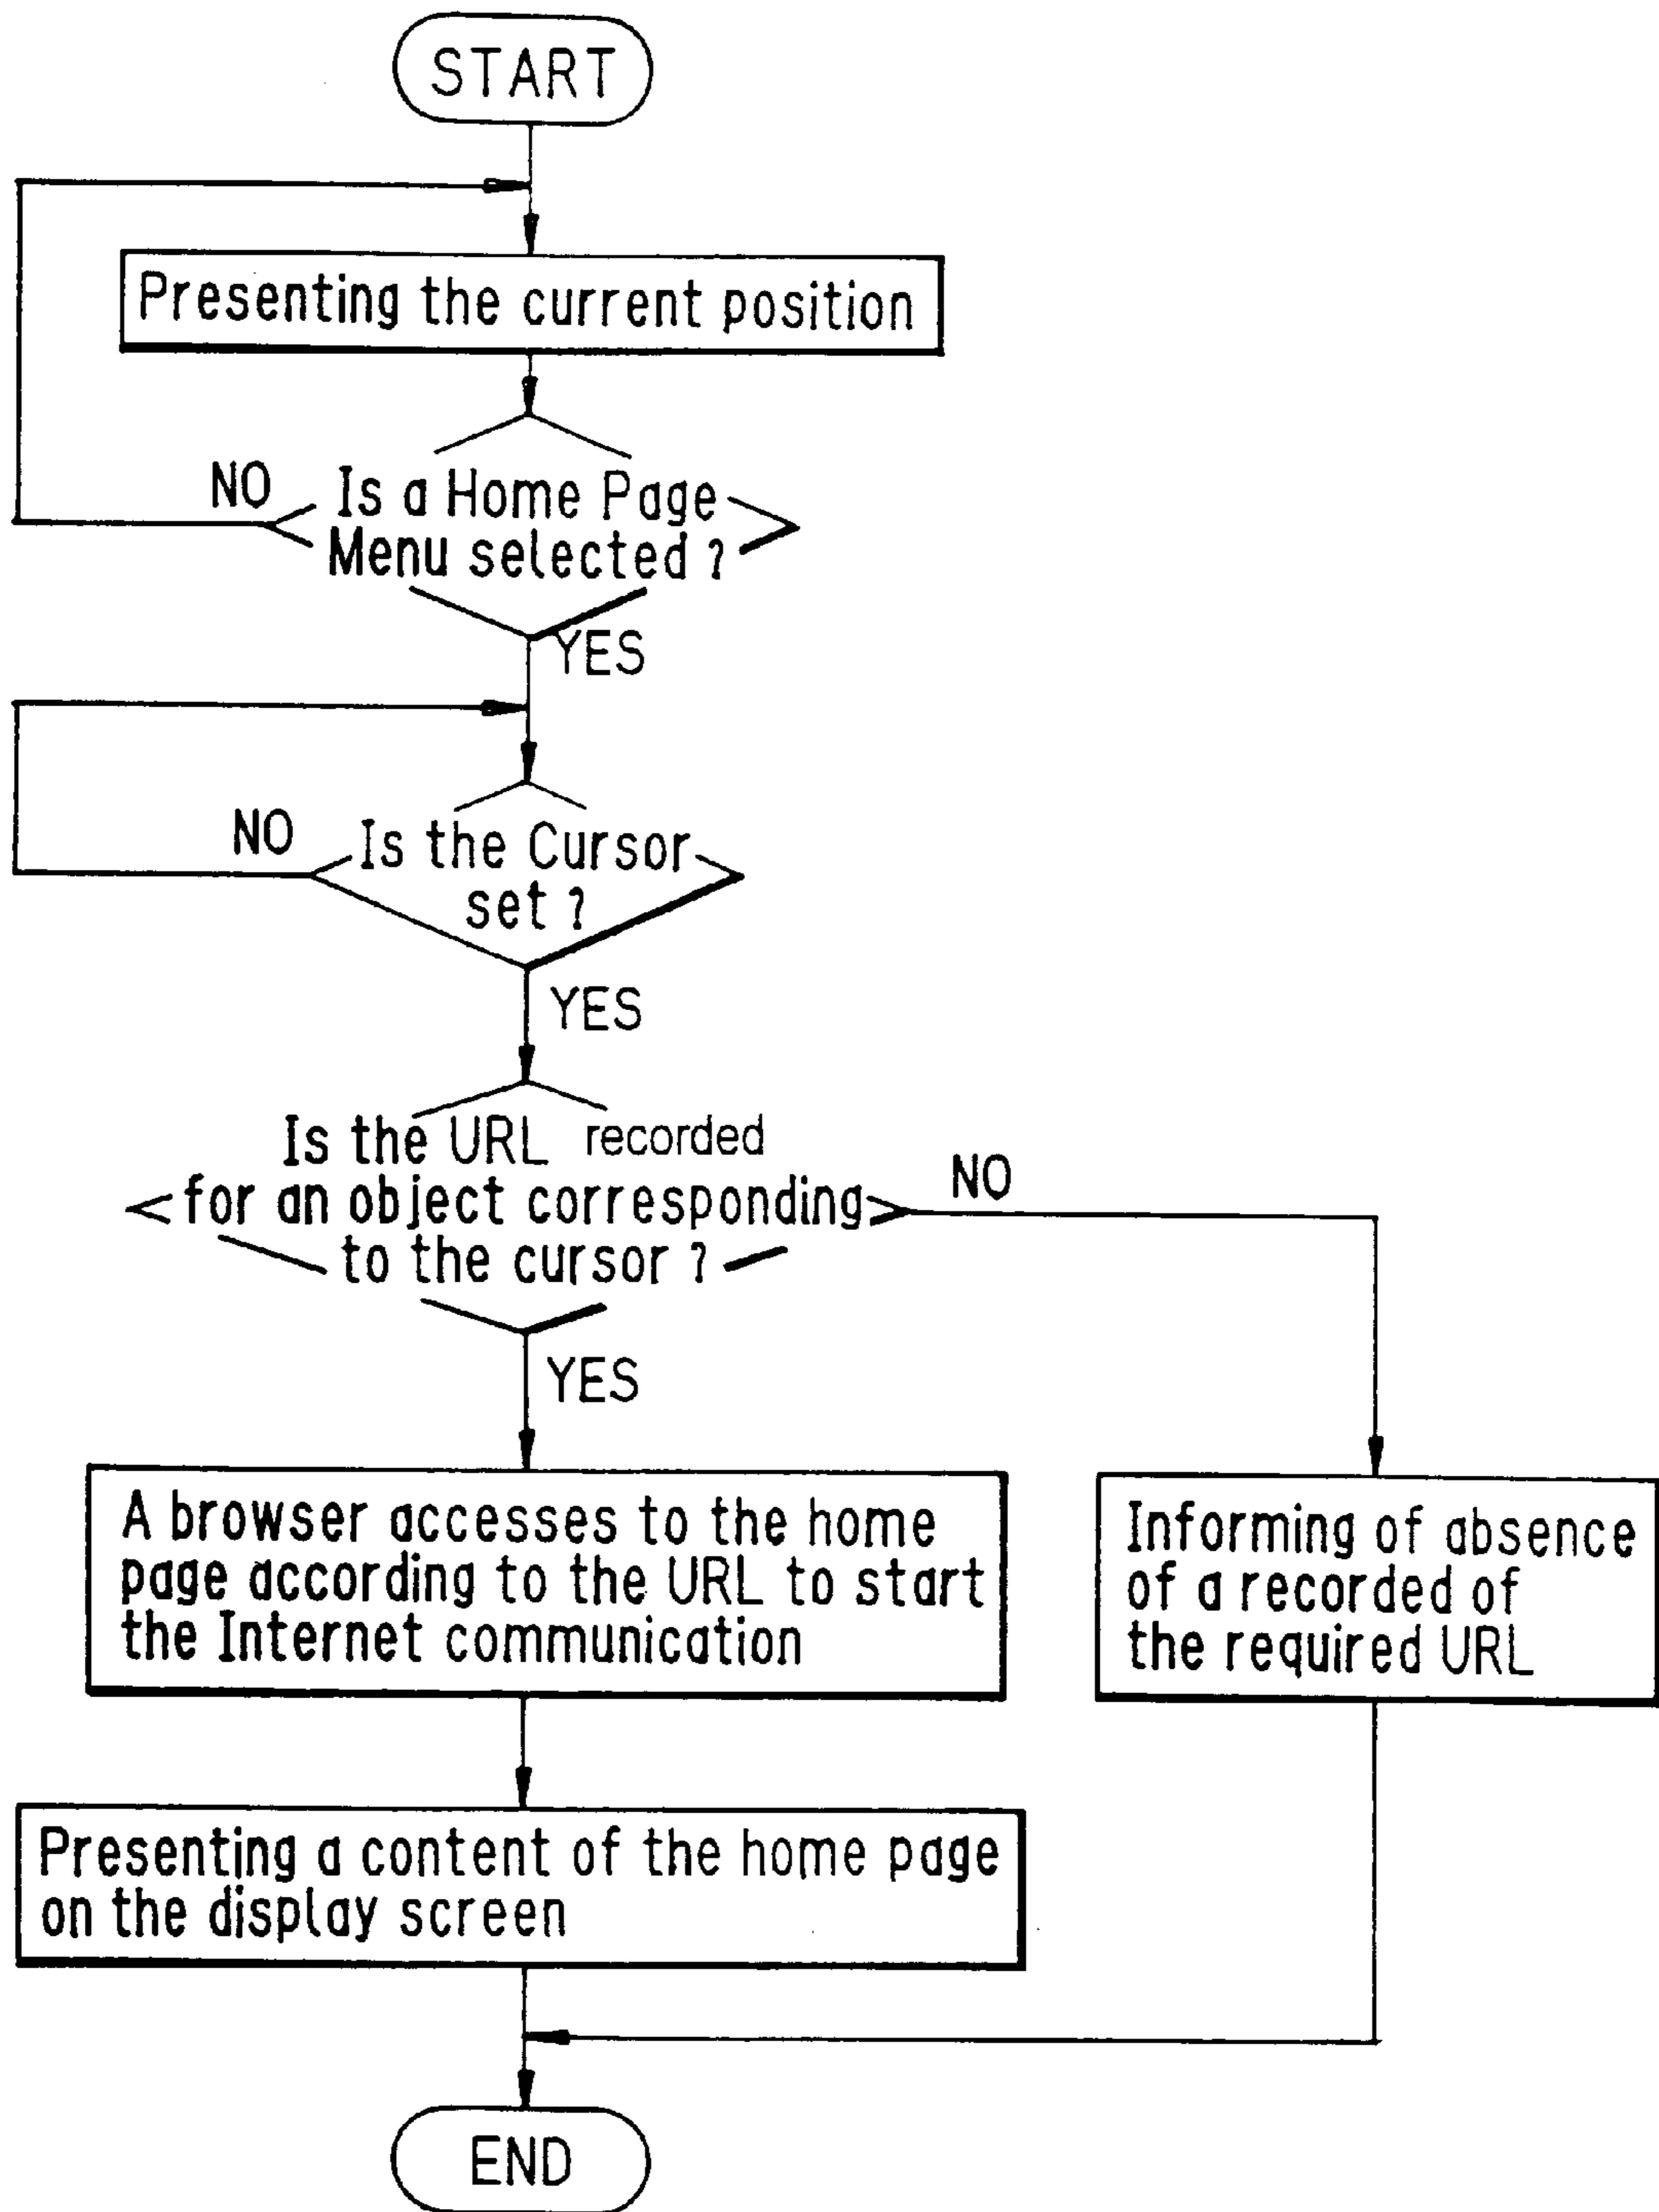 START
Presenting the current position
NO
Is a Home Page
Menu selected ?
YES
NO
Is the Cursor
set ?
YES
Is the URL recorded
for an object corresponding
to the cursor ?
NO
YES
A browser accesses to the home
page according to the URL to start
the Internet communication
Informing of absence
of a recorded of
the required URL
Presenting a content of the home page
on the display screen
END